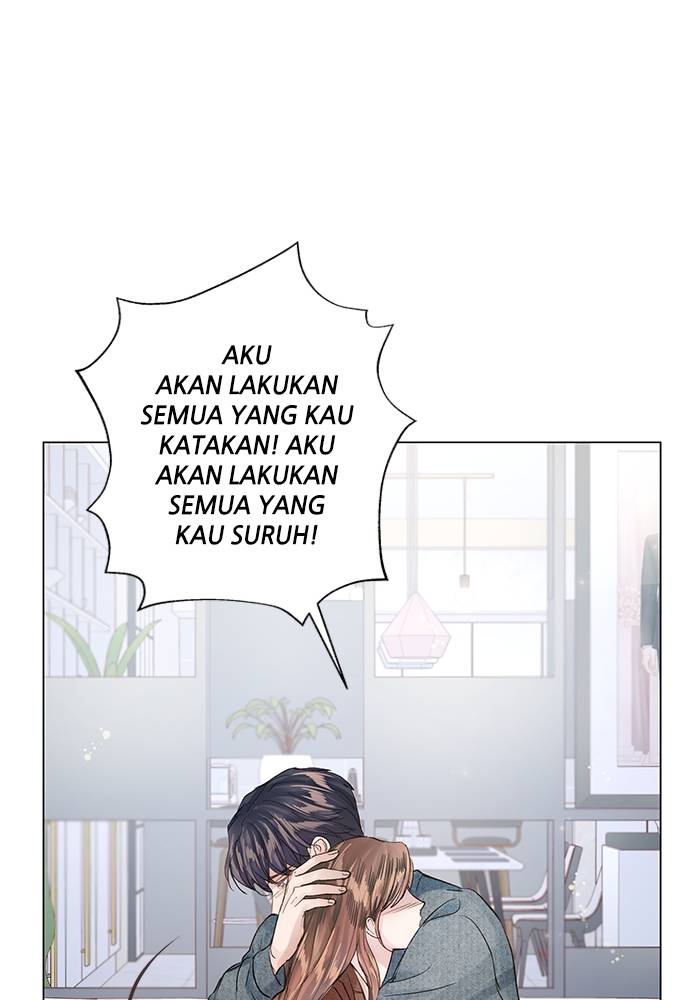 AKU
AKAN LAKUKAN
SEMUA YANG KAU
KATAKAN! AKU
AKAN LAKUKAN
SEMUA YANG
KAU SURUH!